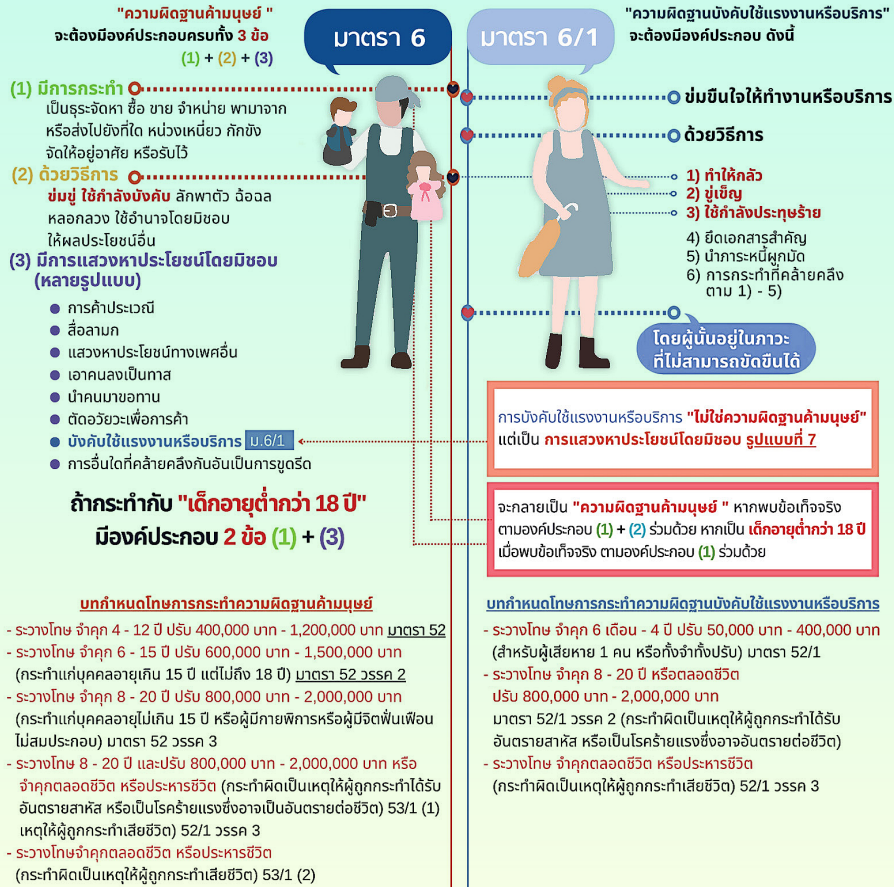 "ความผิดฐานค้ามนุษย์ "
จะต้องมีองค์ประกอบครบทั้ง 3 ข้อ
(1) + (2) + (3)
มาตรา 6
(1) มีการกระทำ
เป็นธุระจัดหา ซื้อ ขาย จำหน่าย พามาจาก
หรือส่งไปยังที่ใด หน่วงเหนี่ยว กักขัง
จัดให้อยู่อาศัย หรือรับไว้
(2) ด้วยวิธีการ
ข่มขู่ ใช้กำลังบังคับ ลักพาตัว ฉ้อฉล
หลอกลวง ใช้อำนาจโดยมิชอบ
ให้ผลประโยชน์อื่น
(3) มีการแสวงหาประโยชน์โดยมิชอบ
(หลายรูปแบบ)
การค้าประเวณี
สื่อลามก
แสวงหาประโยชน์ทางเพศอื่น
เอาคนลงเป็นทาส
นำคนมาขอทาน
ตัดอวัยวะเพื่อการค้า
บังคับใช้แรงงานหรือบริการ ม.6/1
การอื่นใดที่คล้ายคลึงกันอันเป็นการขูดรีด
ถ้ากระทำกับ "เด็กอายุต่ำกว่า 18 ปี"
มีองค์ประกอบ 2 ข้อ (1) + (3)
บทกำหนดโทษการกระทำความผิดฐานค้ามนุษย์
- ระวางโทษ จำคุก 4 - 12 ปี ปรับ 400,000 บาท - 1,200,000 บาท มาตรา 52
- ระวางโทษ จำคุก 6 - 15 ปี ปรับ 600,000 บาท - 1,500,000 บาท
(กระทำแก่บุคคลอายุเกิน 15 ปี แต่ไม่ถึง 18 ปี) มาตรา 52 วรรค 2
- ระวางโทษ จำคุก 8 - 20 ปี ปรับ 800,000 บาท - 2,000,000 บาท
(กระทำแก่บุคคลอายุไม่เกิน 15 ปี หรือผู้มีกายพิการหรือผู้มีจิตฟั่นเฟือน
ไม่สมประกอบ) มาตรา 52 วรรค 3
- ระวางโทษ 8 - 20 ปี และปรับ 800,000 บาท - 2,000,000 บาท หรือ
จำคุกตลอดชีวิต หรือประหารชีวิต (กระทำผิดเป็นเหตุให้ผู้ถูกกระทำได้รับ
อันตรายสาหัส หรือเป็นโรคร้ายแรงซึ่งอาจเป็นอันตรายต่อชีวิต) 53/1 (1)
เหตุให้ผู้ถูกกระทำเสียชีวิต) 52/1 วรรค 3
- ระวางโทษจำคุกตลอดชีวิต หรือประหารชีวิต
(กระทำผิดเป็นเหตุให้ผู้ถูกกระทำเสียชีวิต) 53/1 (2)
มาตรา 6/1
"ความผิดฐานบังคับใช้แรงงานหรือบริการ"
จะต้องมีองค์ประกอบ ดังนี้
ข่มขืนใจให้ทำงานหรือบริการ
ด้วยวิธีการ
1) ทำให้กลัว
2) ขู่เข็ญ
3) ใช้กำลังประทุษร้าย
4) ยึดเอกสารสำคัญ
5) นำภาระหนี้ผูกมัด
6) การกระทำที่คล้ายคลึง
ตาม 1) - 5)
โดยผู้นั้นอยู่ในภาวะ
ที่ไม่สามารถขัดขืนได้
การบังคับใช้แรงงานหรือบริการ "ไม่ใช่ความผิดฐานค้ามนุษย์"
แต่เป็น การแสวงหาประโยชน์โดยมิชอบ รูปแบบที่ 7
จะกลายเป็น "ความผิดฐานค้ามนุษย์ " หากพบข้อเท็จจริง
ตามองค์ประกอบ (1) + (2) ร่วมด้วย หากเป็น เด็กอายุต่ำกว่า 18 ปี
เมื่อพบข้อเท็จจริง ตามองค์ประกอบ (1) ร่วมด้วย
บทกำหนดโทษการกระทำความผิดฐานบังคับใช้แรงงานหรือบริการ
- ระวางโทษ จำคุก 6 เดือน - 4 ปี ปรับ 50,000 บาท - 400,000 บาท
(สำหรับผู้เสียหาย 1 คน หรือทั้งจำทั้งปรับ) มาตรา 52/1
- ระวางโทษ จำคุก 8 - 20 ปี หรือตลอดชีวิต
ปรับ 800,000 บาท - 2,000,000 บาท
มาตรา 52/1 วรรค 2 (กระทำผิดเป็นเหตุให้ผู้ถูกกระทำได้รับ
อันตรายสาหัส หรือเป็นโรคร้ายแรงซึ่งอาจอันตรายต่อชีวิต)
- ระวางโทษ จำคุกตลอดชีวิต หรือประหารชีวิต
(กระทำผิดเป็นเหตุให้ผู้ถูกกระทำเสียชีวิต) 52/1 วรรค 3